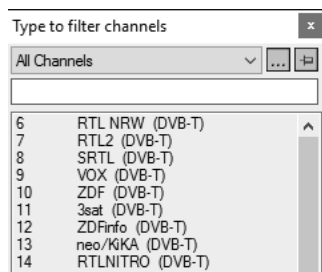 Type to filter channels x
All Channels ...
6 RTL NRW (DVB-T)
7 RTL2 (DVB-T)
8 SRTL (DVB-T)
9 VOX (DVB-T)
10 ZDF (DVB-T)
11 3sat (DVB-T)
12 ZDFinfo (DVB-T)
13 neo/KiKA (DVB-T)
14 RTLNITRO (DVB-T)